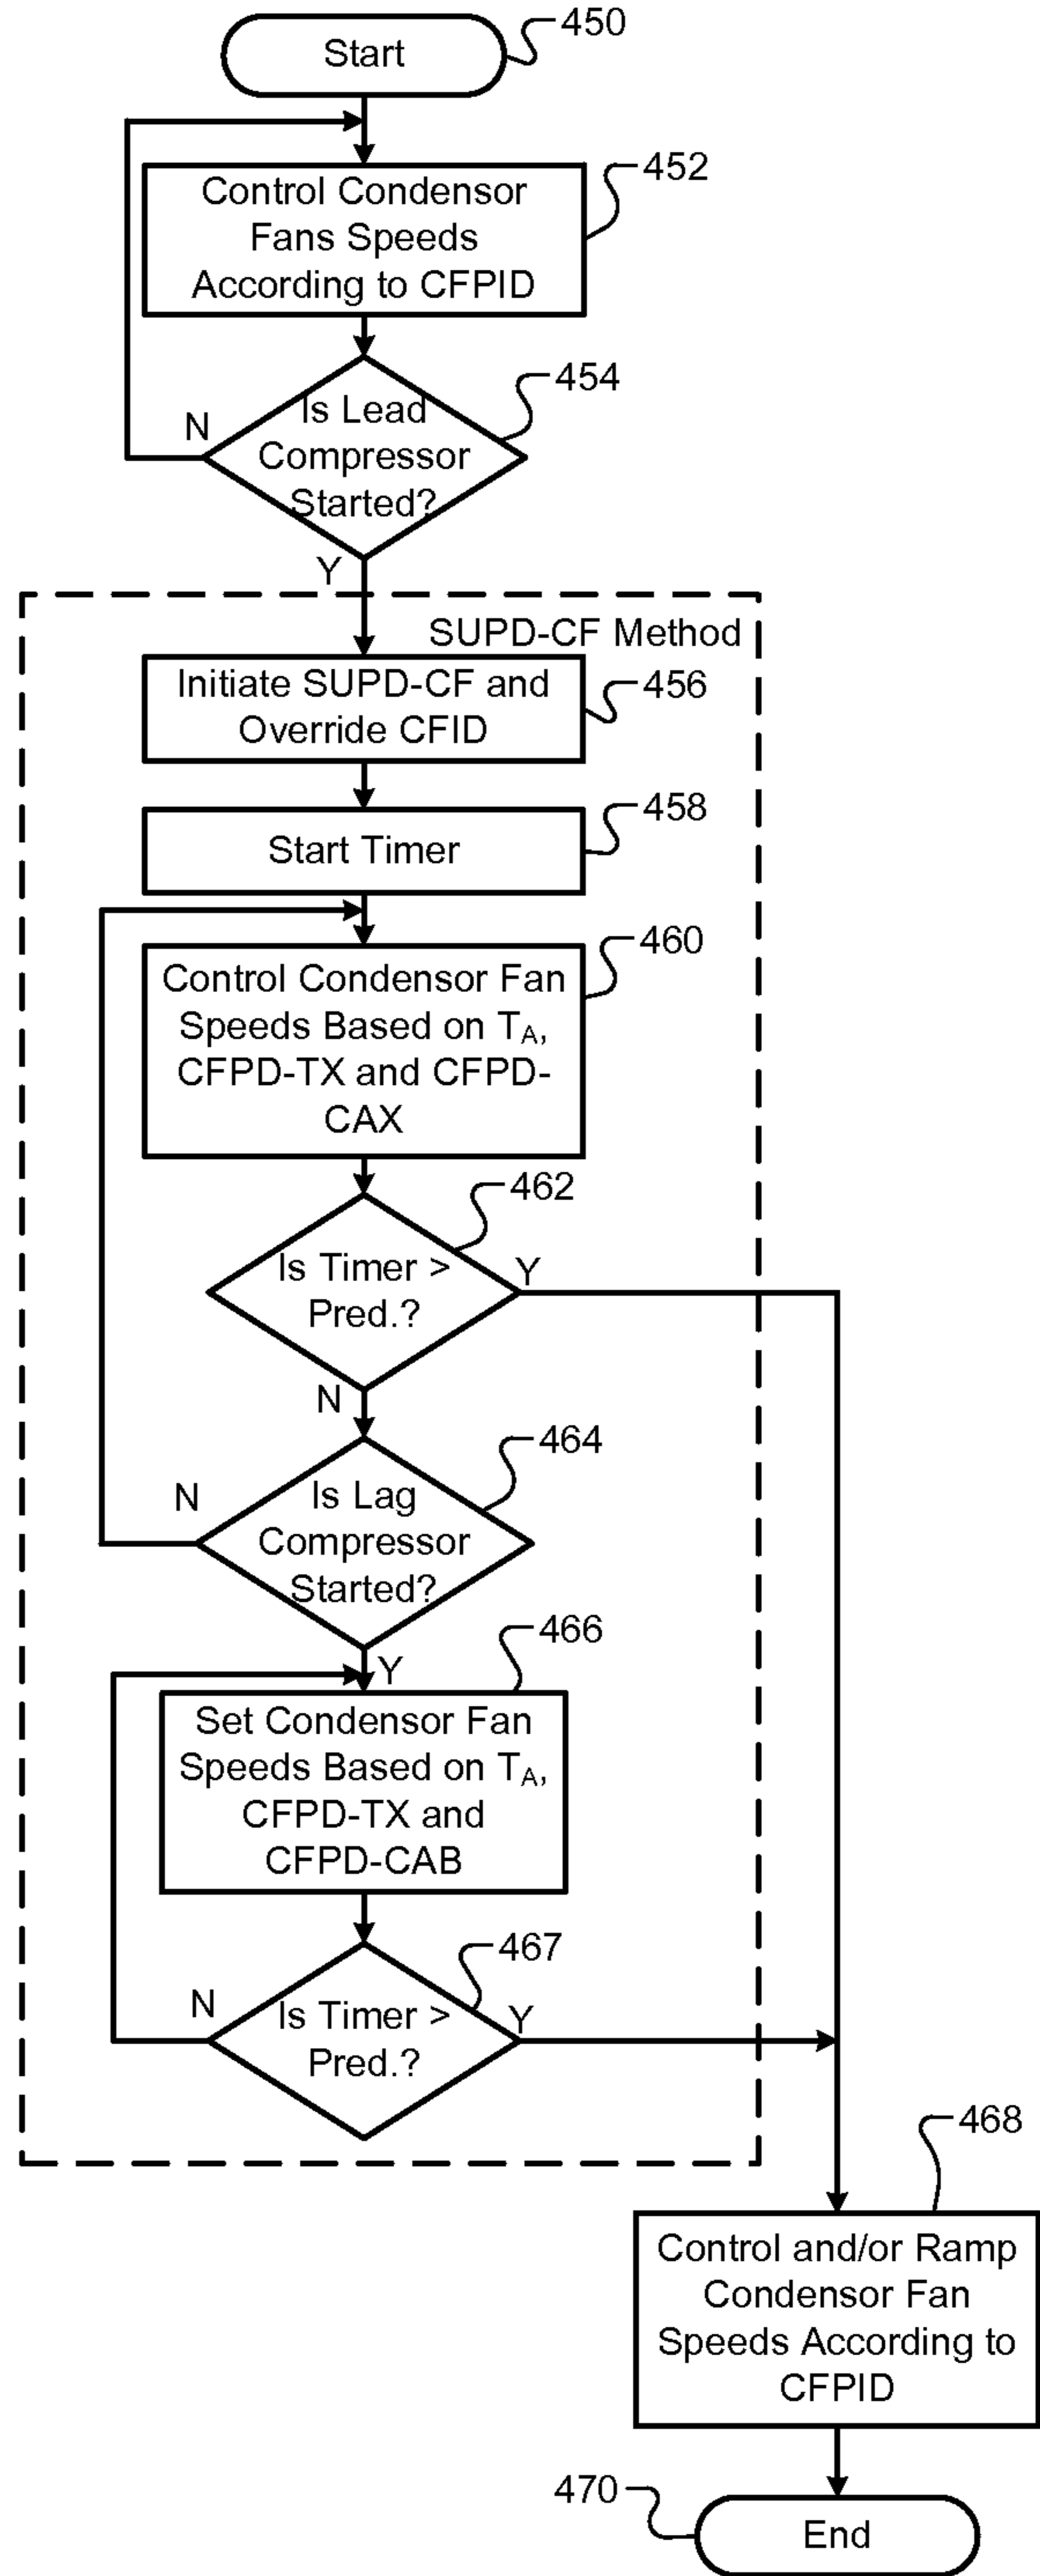 Start
450
Control Condensor
Fans Speeds
According to CFPID
452
Is Lead
Compressor
Started?
454
N
Y
SUPD-CF Method
Initiate SUPD-CF and
Override CFID
456
Start Timer
458
Control Condensor Fan
Speeds Based on TA,
CFPD-TX and CFPD-
CAX
460
Is Timer >
Pred.?
462
Y
N
Is Lag
Compressor
Started?
464
N
Y
Set Condensor Fan
Speeds Based on TA,
CFPD-TX and
CFPD-CAB
466
Is Timer >
Pred.?
467
N
Y
Control and/or Ramp
Condensor Fan
Speeds According to
CFPID
468
End
470